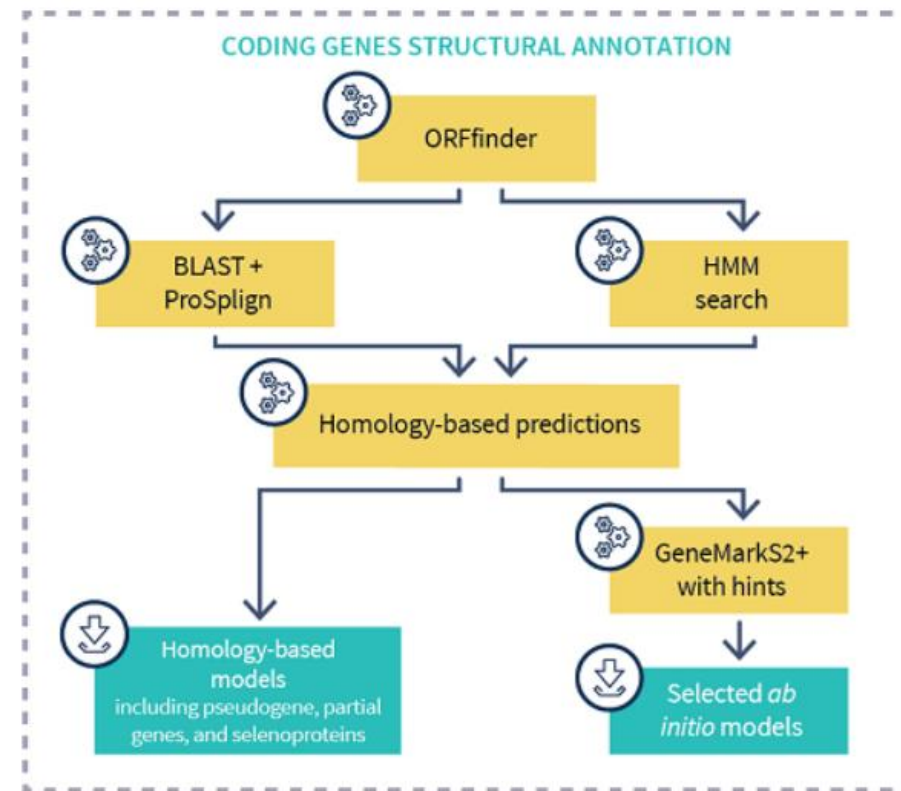 CODING GENES STRUCTURAL ANNOTATION
ORFfinder
BLAST +
ProSplign
HMM
search
Homology-based predictions
GeneMarkS2+
with hints
Homology-based
models
including pseudogene, partial
genes, and selenoproteins
Selected ab
initio models